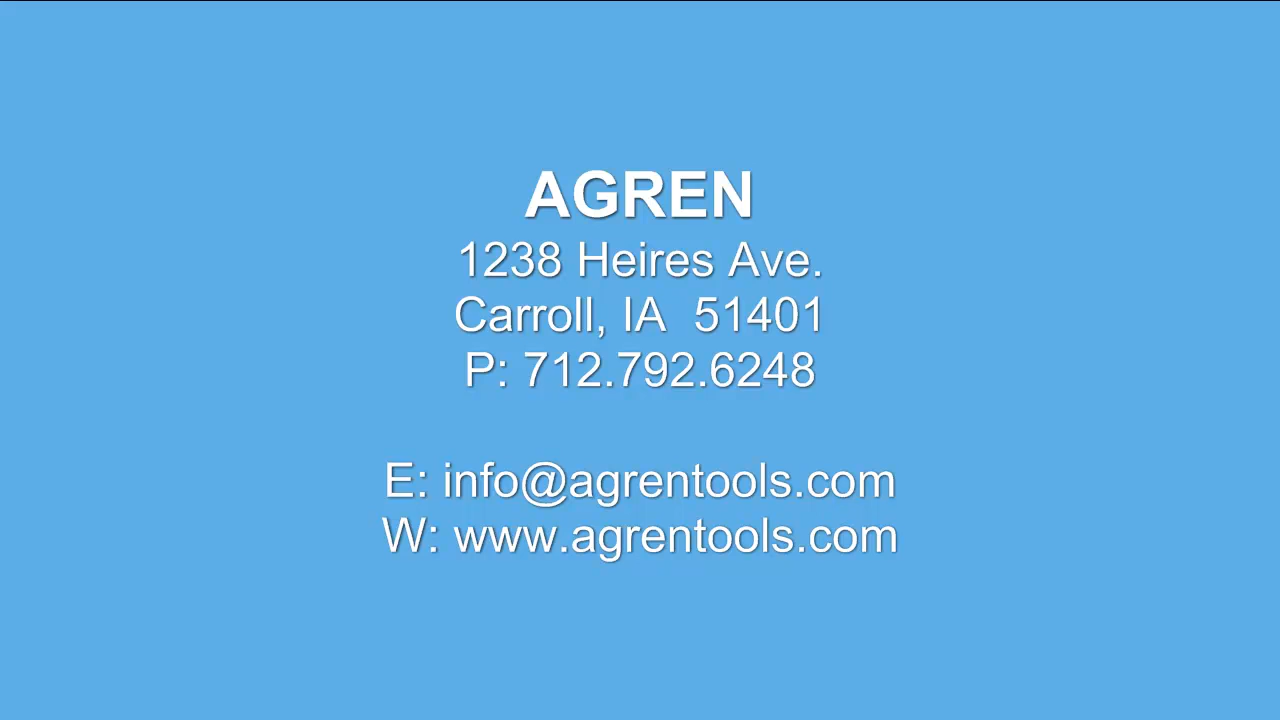 AGREN
1238 Heires Ave.
Carroll, IA  51401
P: 712.792.6248
E: info@agrentools.com
W: www.agrentools.com